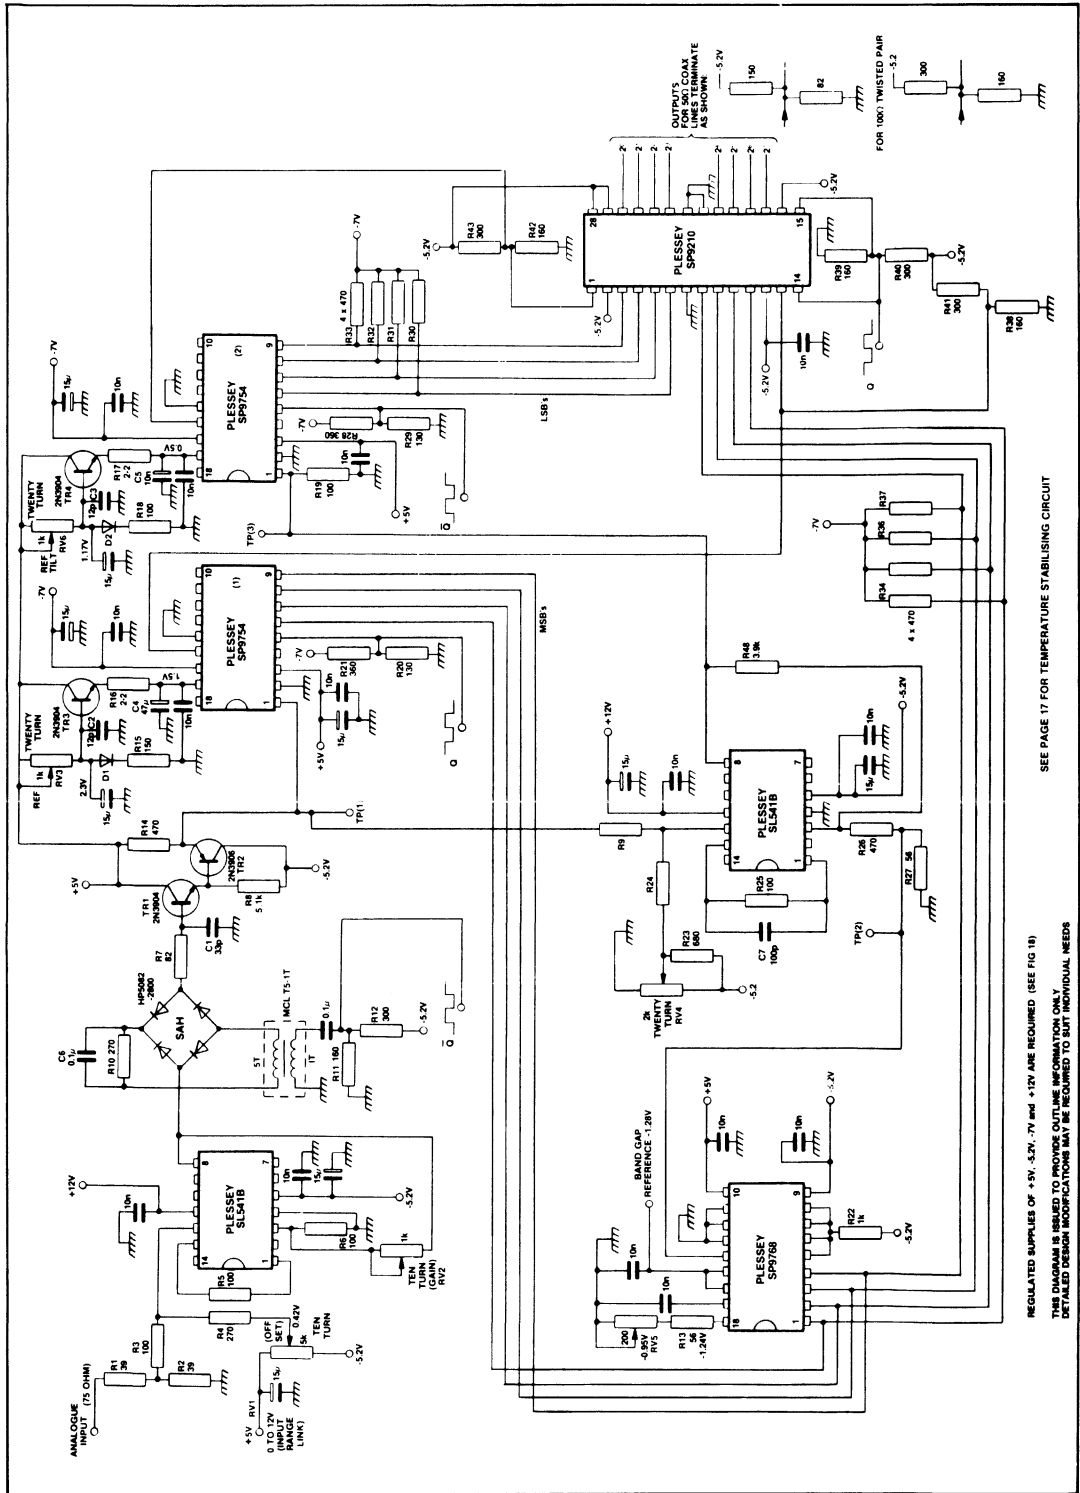 ANALOGUE
INPUT (75 OHM)
R1
39
R2
39
R3
100
R4
270
+5V
RV1
0 TO 12V
(INPUT
RANGE
LINK)
15µ
(OFF
SET)
0.42V
5k
TEN TURN
-5.2V
+12V
10n
14
8
PLESSEY
SL541B
1
7
R5
100
R6
100
10n
15µ
-5.2V
1k
TEN
TURN
(GAIN)
RV2
C6
0.1µ
R10 270
HP5082
-2800
SAH
5T
1T
MCL T5-1T
0.1µ
R11 160
R12
300
-5.2V
Q̅
R7
82
C1
33p
TR1
2N3904
+5V
R14
470
2N3906
TR2
R8
5.1k
-5.2V
TP(1)
TWENTY
TURN
REF
1k
RV3
2N3904
TR3
2.3V
15µ
12p
C2
D1
R15
150
R16
2·2
1.5V
C4
47µ
10n
-7V
15µ
10n
18
10
PLESSEY
SP9754
(1)
1
9
+5V
15µ
10n
-7V
R21
360
R20
130
Q
MSB's
TWENTY
TURN
REF
TILT
1k
RV6
2N3904
TR4
1.17V
15µ
12p
C3
D2
R18
100
R17
2·2
0.5V
C5
10n
10n
-7V
15µ
10n
18
10
PLESSEY
SP9754
(2)
1
9
TP(3)
R19
100
10n
+5V
-7V
R28 360
R29
130
Q̅
LSB's
-7V
4 x 470
R33
R32
R31
R30
-5.2V
R43
300
R42
160
-5.2V
1
28
PLESSEY
SP9210
14
15
-5.2V
10n
Q
R39
160
R40
300
-5.2V
R41
300
R38
160
-5.2V
OUTPUTS
FOR 50Ω COAX
LINES TERMINATE
AS SHOWN:
-5.2V
150
82
FOR 100Ω TWISTED PAIR
-5.2
300
160
R9
R24
R23
680
2k
TWENTY
TURN
RV4
-5.2
+12V
15µ
10n
14
8
PLESSEY
SL541B
1
7
R25
100
C7
100p
R48
3.9k
-5.2V
15µ
10n
R26
470
R27
56
TP(2)
-7V
R34
R36
R37
4 x 470
BAND GAP
REFERENCE -1.28V
10n
10n
200
-0.95V
RV5
R13
56
-1.24V
18
10
PLESSEY
SP9768
1
9
+5V
10n
10n
-5.2V
R22
1k
-5.2V
SEE PAGE 17 FOR TEMPERATURE STABILISING CIRCUIT
REGULATED SUPPLIES OF +5V, -5.2V, -7V and +12V ARE REQUIRED (SEE FIG 18)
THIS DIAGRAM IS ISSUED TO PROVIDE OUTLINE INFORMATION ONLY
DETAILED DESIGN MODIFICATIONS MAY BE REQUIRED TO SUIT INDIVIDUAL NEEDS